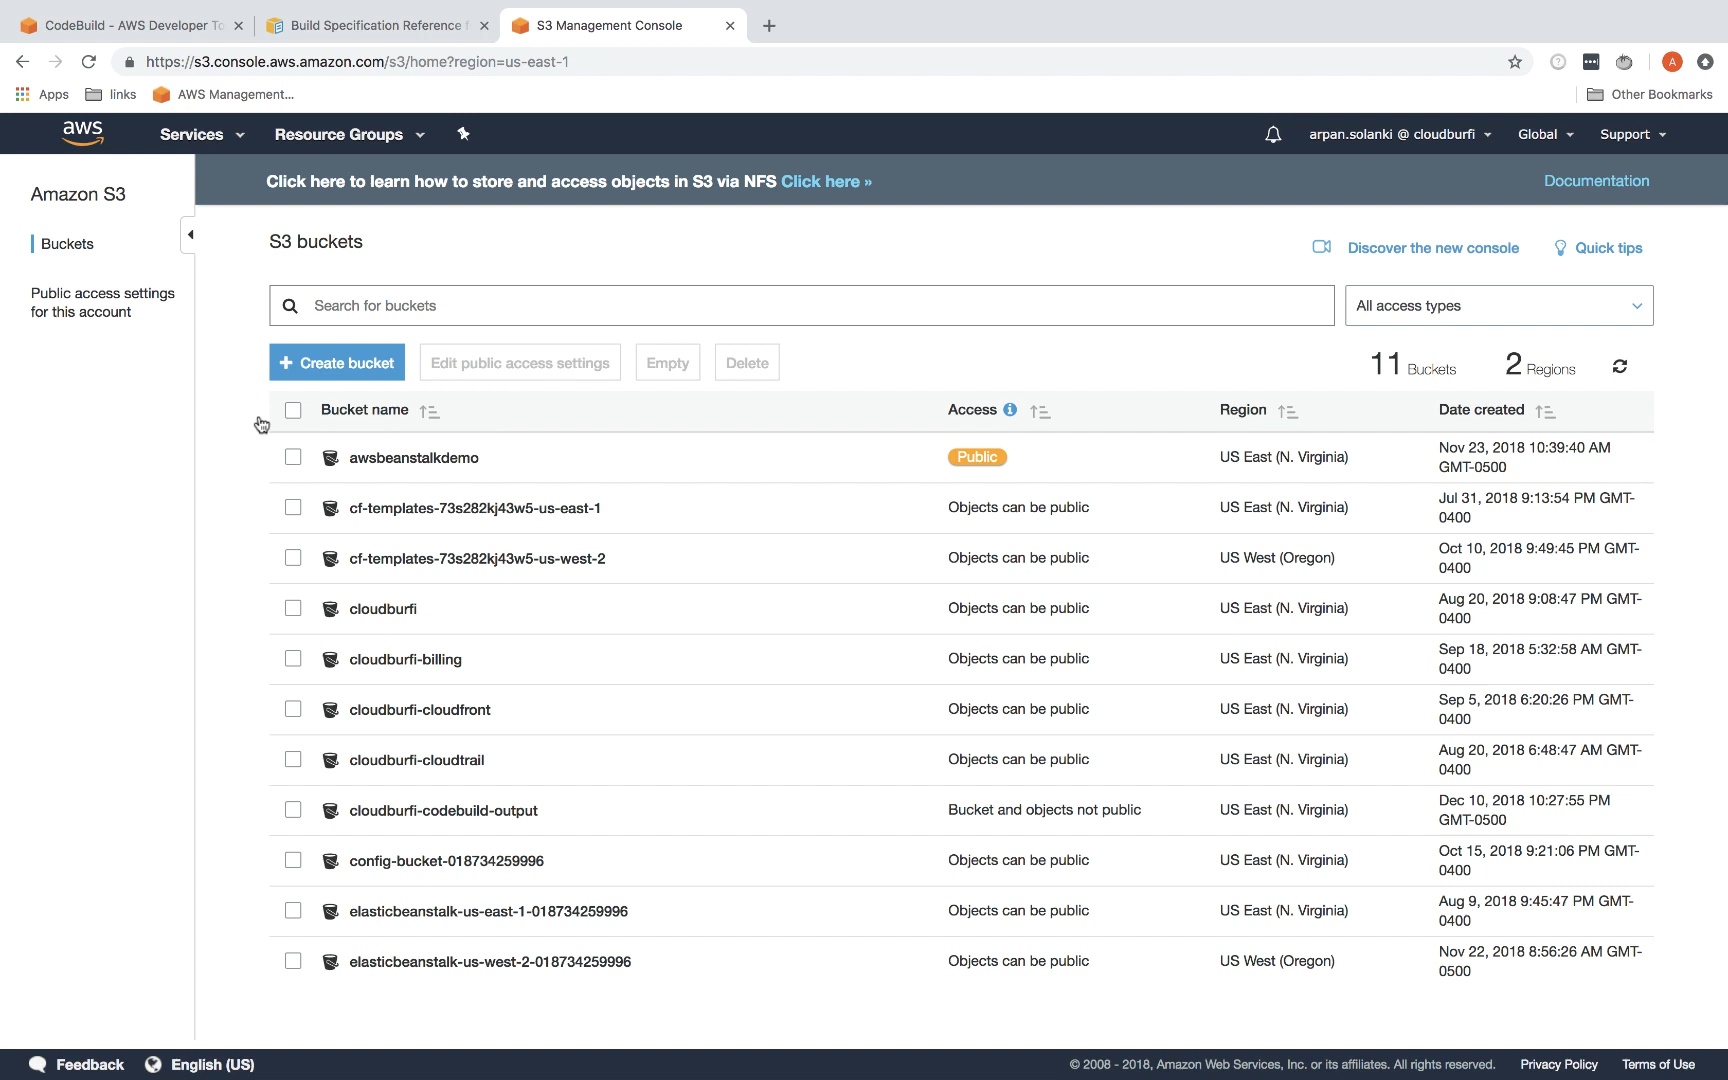 CodeBuild - AWS Developer To
Build Specification Reference f
S3 Management Console
https://s3.console.aws.amazon.com/s3/home?region=us-east-1
A
Apps
links
AWS Management...
Other Bookmarks
aws
Services
Resource Groups
arpan.solanki @ cloudburfi
Global
Support
Amazon S3
Buckets
Public access settings
for this account
Click here to learn how to store and access objects in S3 via NFS Click here »
Documentation
S3 buckets
Discover the new console
Quick tips
Search for buckets
All access types
+ Create bucket
Edit public access settings
Empty
Delete
11 Buckets
2 Regions
Bucket name
Access
Region
Date created
awsbeanstalkdemo
Public
US East (N. Virginia)
Nov 23, 2018 10:39:40 AM
GMT-0500
cf-templates-73s282kj43w5-us-east-1
Objects can be public
US East (N. Virginia)
Jul 31, 2018 9:13:54 PM GMT-
0400
cf-templates-73s282kj43w5-us-west-2
Objects can be public
US West (Oregon)
Oct 10, 2018 9:49:45 PM GMT-
0400
cloudburfi
Objects can be public
US East (N. Virginia)
Aug 20, 2018 9:08:47 PM GMT-
0400
cloudburfi-billing
Objects can be public
US East (N. Virginia)
Sep 18, 2018 5:32:58 AM GMT-
0400
cloudburfi-cloudfront
Objects can be public
US East (N. Virginia)
Sep 5, 2018 6:20:26 PM GMT-
0400
cloudburfi-cloudtrail
Objects can be public
US East (N. Virginia)
Aug 20, 2018 6:48:47 AM GMT-
0400
cloudburfi-codebuild-output
Bucket and objects not public
US East (N. Virginia)
Dec 10, 2018 10:27:55 PM
GMT-0500
config-bucket-018734259996
Objects can be public
US East (N. Virginia)
Oct 15, 2018 9:21:06 PM GMT-
0400
elasticbeanstalk-us-east-1-018734259996
Objects can be public
US East (N. Virginia)
Aug 9, 2018 9:45:47 PM GMT-
0400
elasticbeanstalk-us-west-2-018734259996
Objects can be public
US West (Oregon)
Nov 22, 2018 8:56:26 AM GMT-
0500
Feedback
English (US)
© 2008 - 2018, Amazon Web Services, Inc. or its affiliates. All rights reserved.
Privacy Policy
Terms of Use